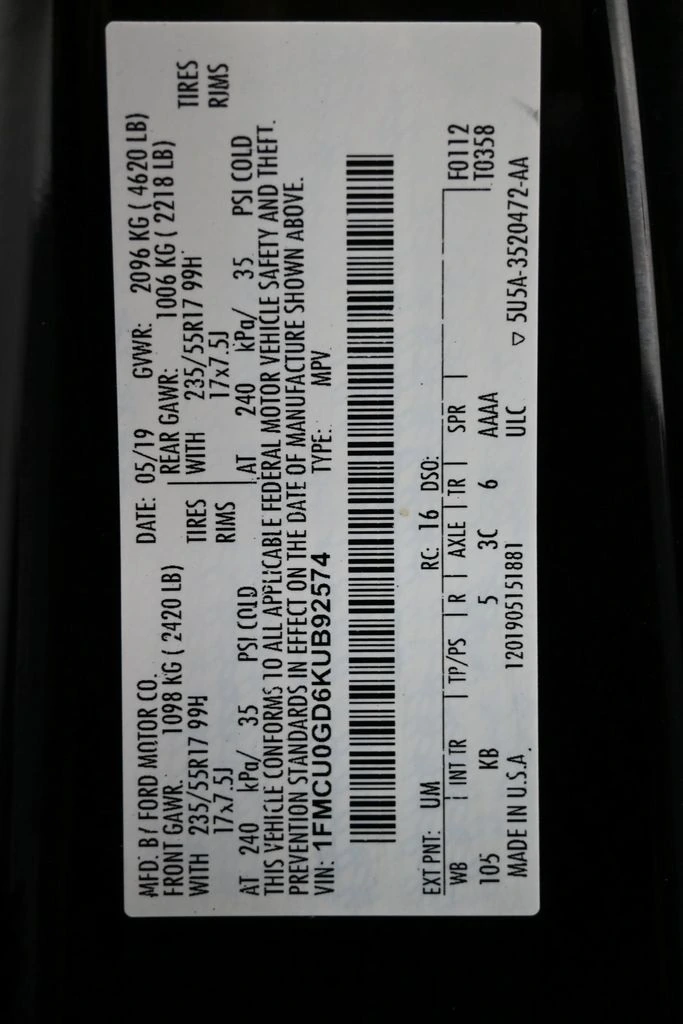 MFD. BY FORD MOTOR CO. DATE: 05/19 GVWR: 2096 KG ( 4620 LB)
FRONT GAWR: 1098 KG ( 2420 LB) REAR GAWR: 1006 KG ( 2218 LB)
WITH 235/55R17 99H TIRES WITH 235/55R17 99H TIRES
17x7.5J RIMS 17x7.5J RIMS
AT 240 kPa/ 35 PSI COLD AT 240 kPa/ 35 PSI COLD
THIS VEHICLE CONFORMS TO ALL APPLICABLE FEDERAL MOTOR VEHICLE SAFETY AND THEFT
PREVENTION STANDARDS IN EFFECT ON THE DATE OF MANUFACTURE SHOWN ABOVE.
VIN: 1FMCU0GD6KUB92574 TYPE: MPV
EXT PNT: UM RC: 16 DSO: F0112
WB INT TR TP/PS R AXLE TR SPR T0358
105 KB 5 3C 6 AAAA
MADE IN U.S.A. 1201905151881 ULC ▽ 5U5A-3520472-AA